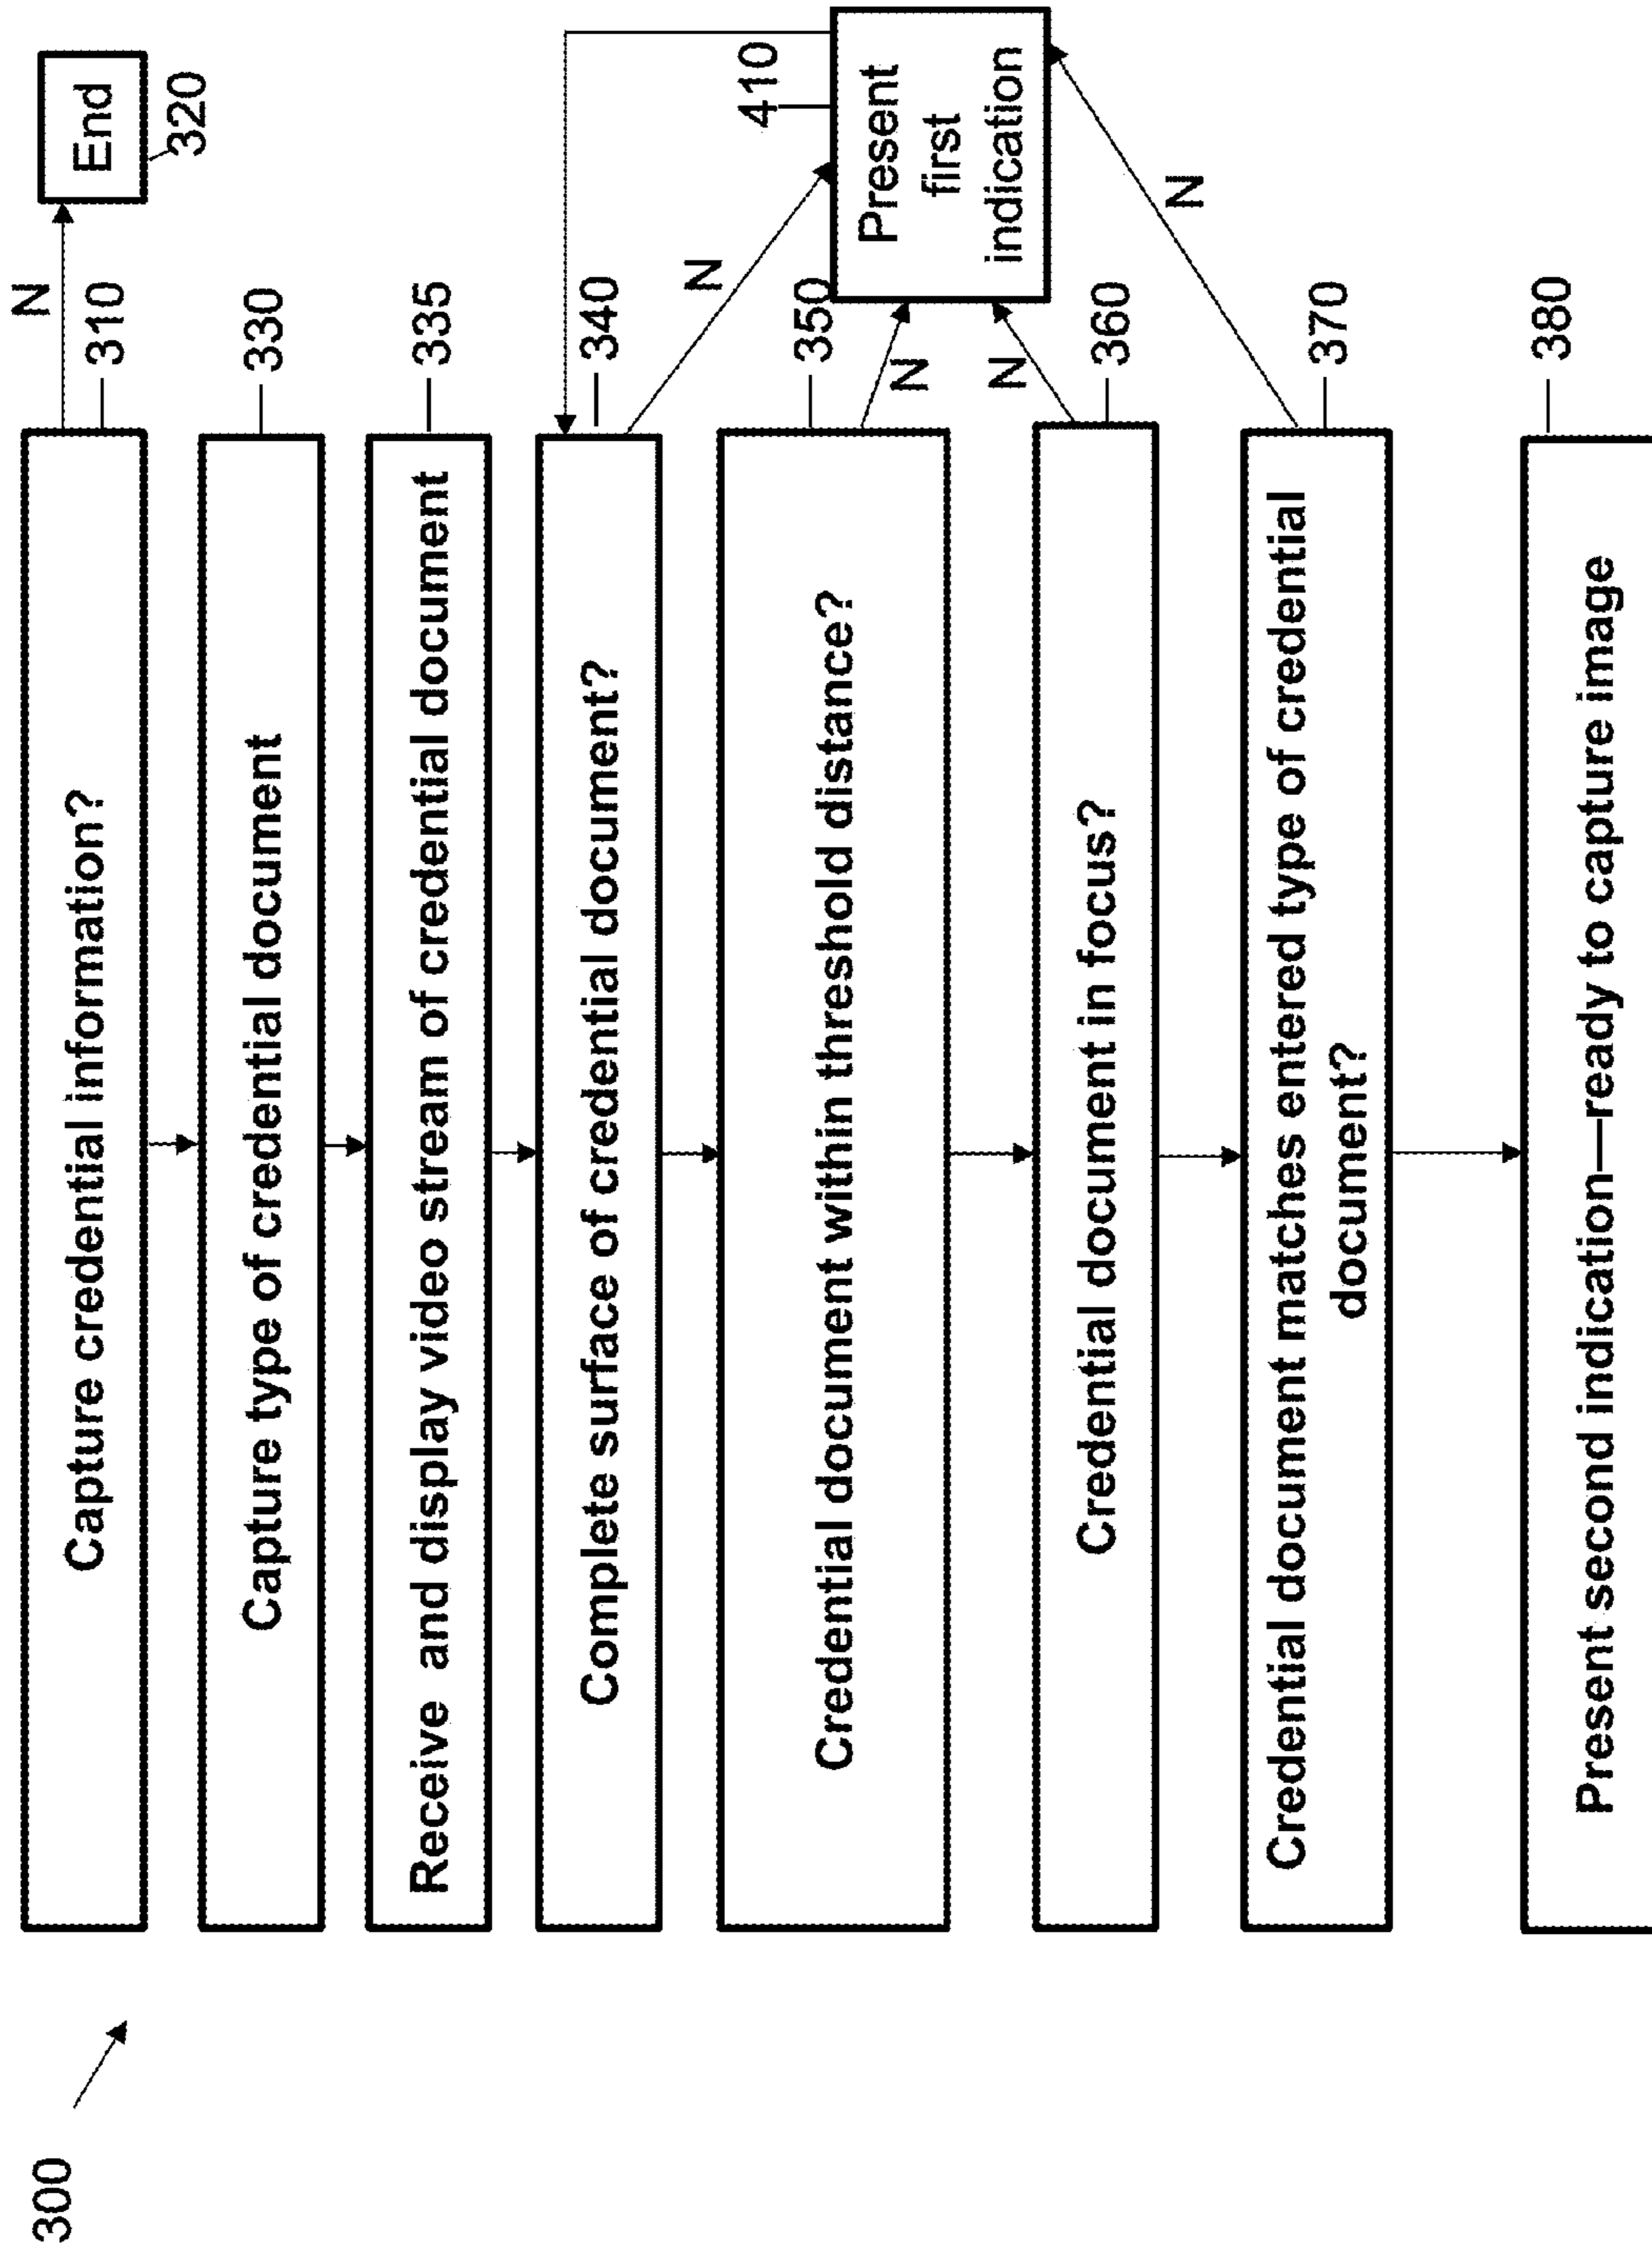 300
Capture credential information?
310
N
End
320
Capture type of credential document
330
Receive and display video stream of credential document
335
Complete surface of credential document?
340
N
410
Present
first
indication
Credential document within threshold distance?
350
N
Credential document in focus?
360
N
Credential document matches entered type of credential
document?
370
N
Present second indication—ready to capture image
380